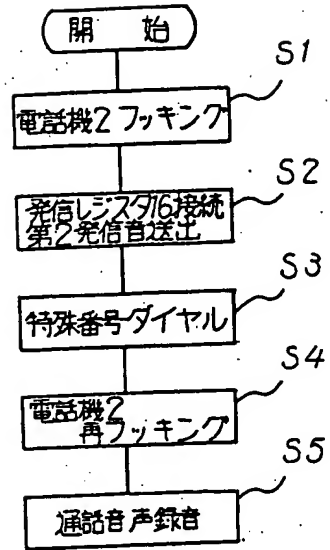 開 始
S1
電話機2フッキング
S2
発信レジスタ16接続
第2発信音送出
S3
特殊番号ダイヤル
S4
電話機2
再フッキング
S5
通話音声録音